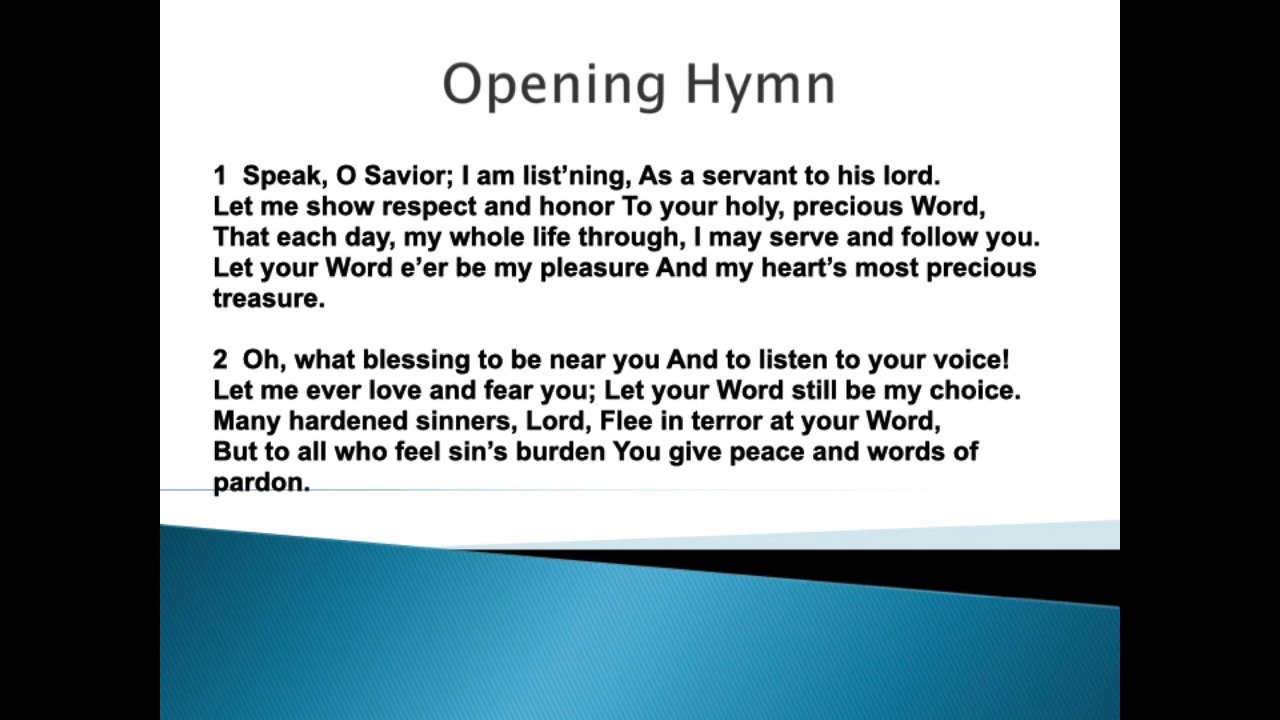 Opening Hymn
1  Speak, O Savior; I am list’ning, As a servant to his lord.
Let me show respect and honor To your holy, precious Word,
That each day, my whole life through, I may serve and follow you.
Let your Word e’er be my pleasure And my heart’s most precious
treasure.
2  Oh, what blessing to be near you And to listen to your voice!
Let me ever love and fear you; Let your Word still be my choice.
Many hardened sinners, Lord, Flee in terror at your Word,
But to all who feel sin’s burden You give peace and words of
pardon.